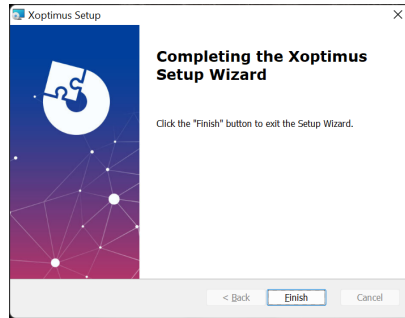 Xoptimus Setup
Completing the Xoptimus
Setup Wizard
Click the "Finish" button to exit the Setup Wizard.
< Back
Finish
Cancel